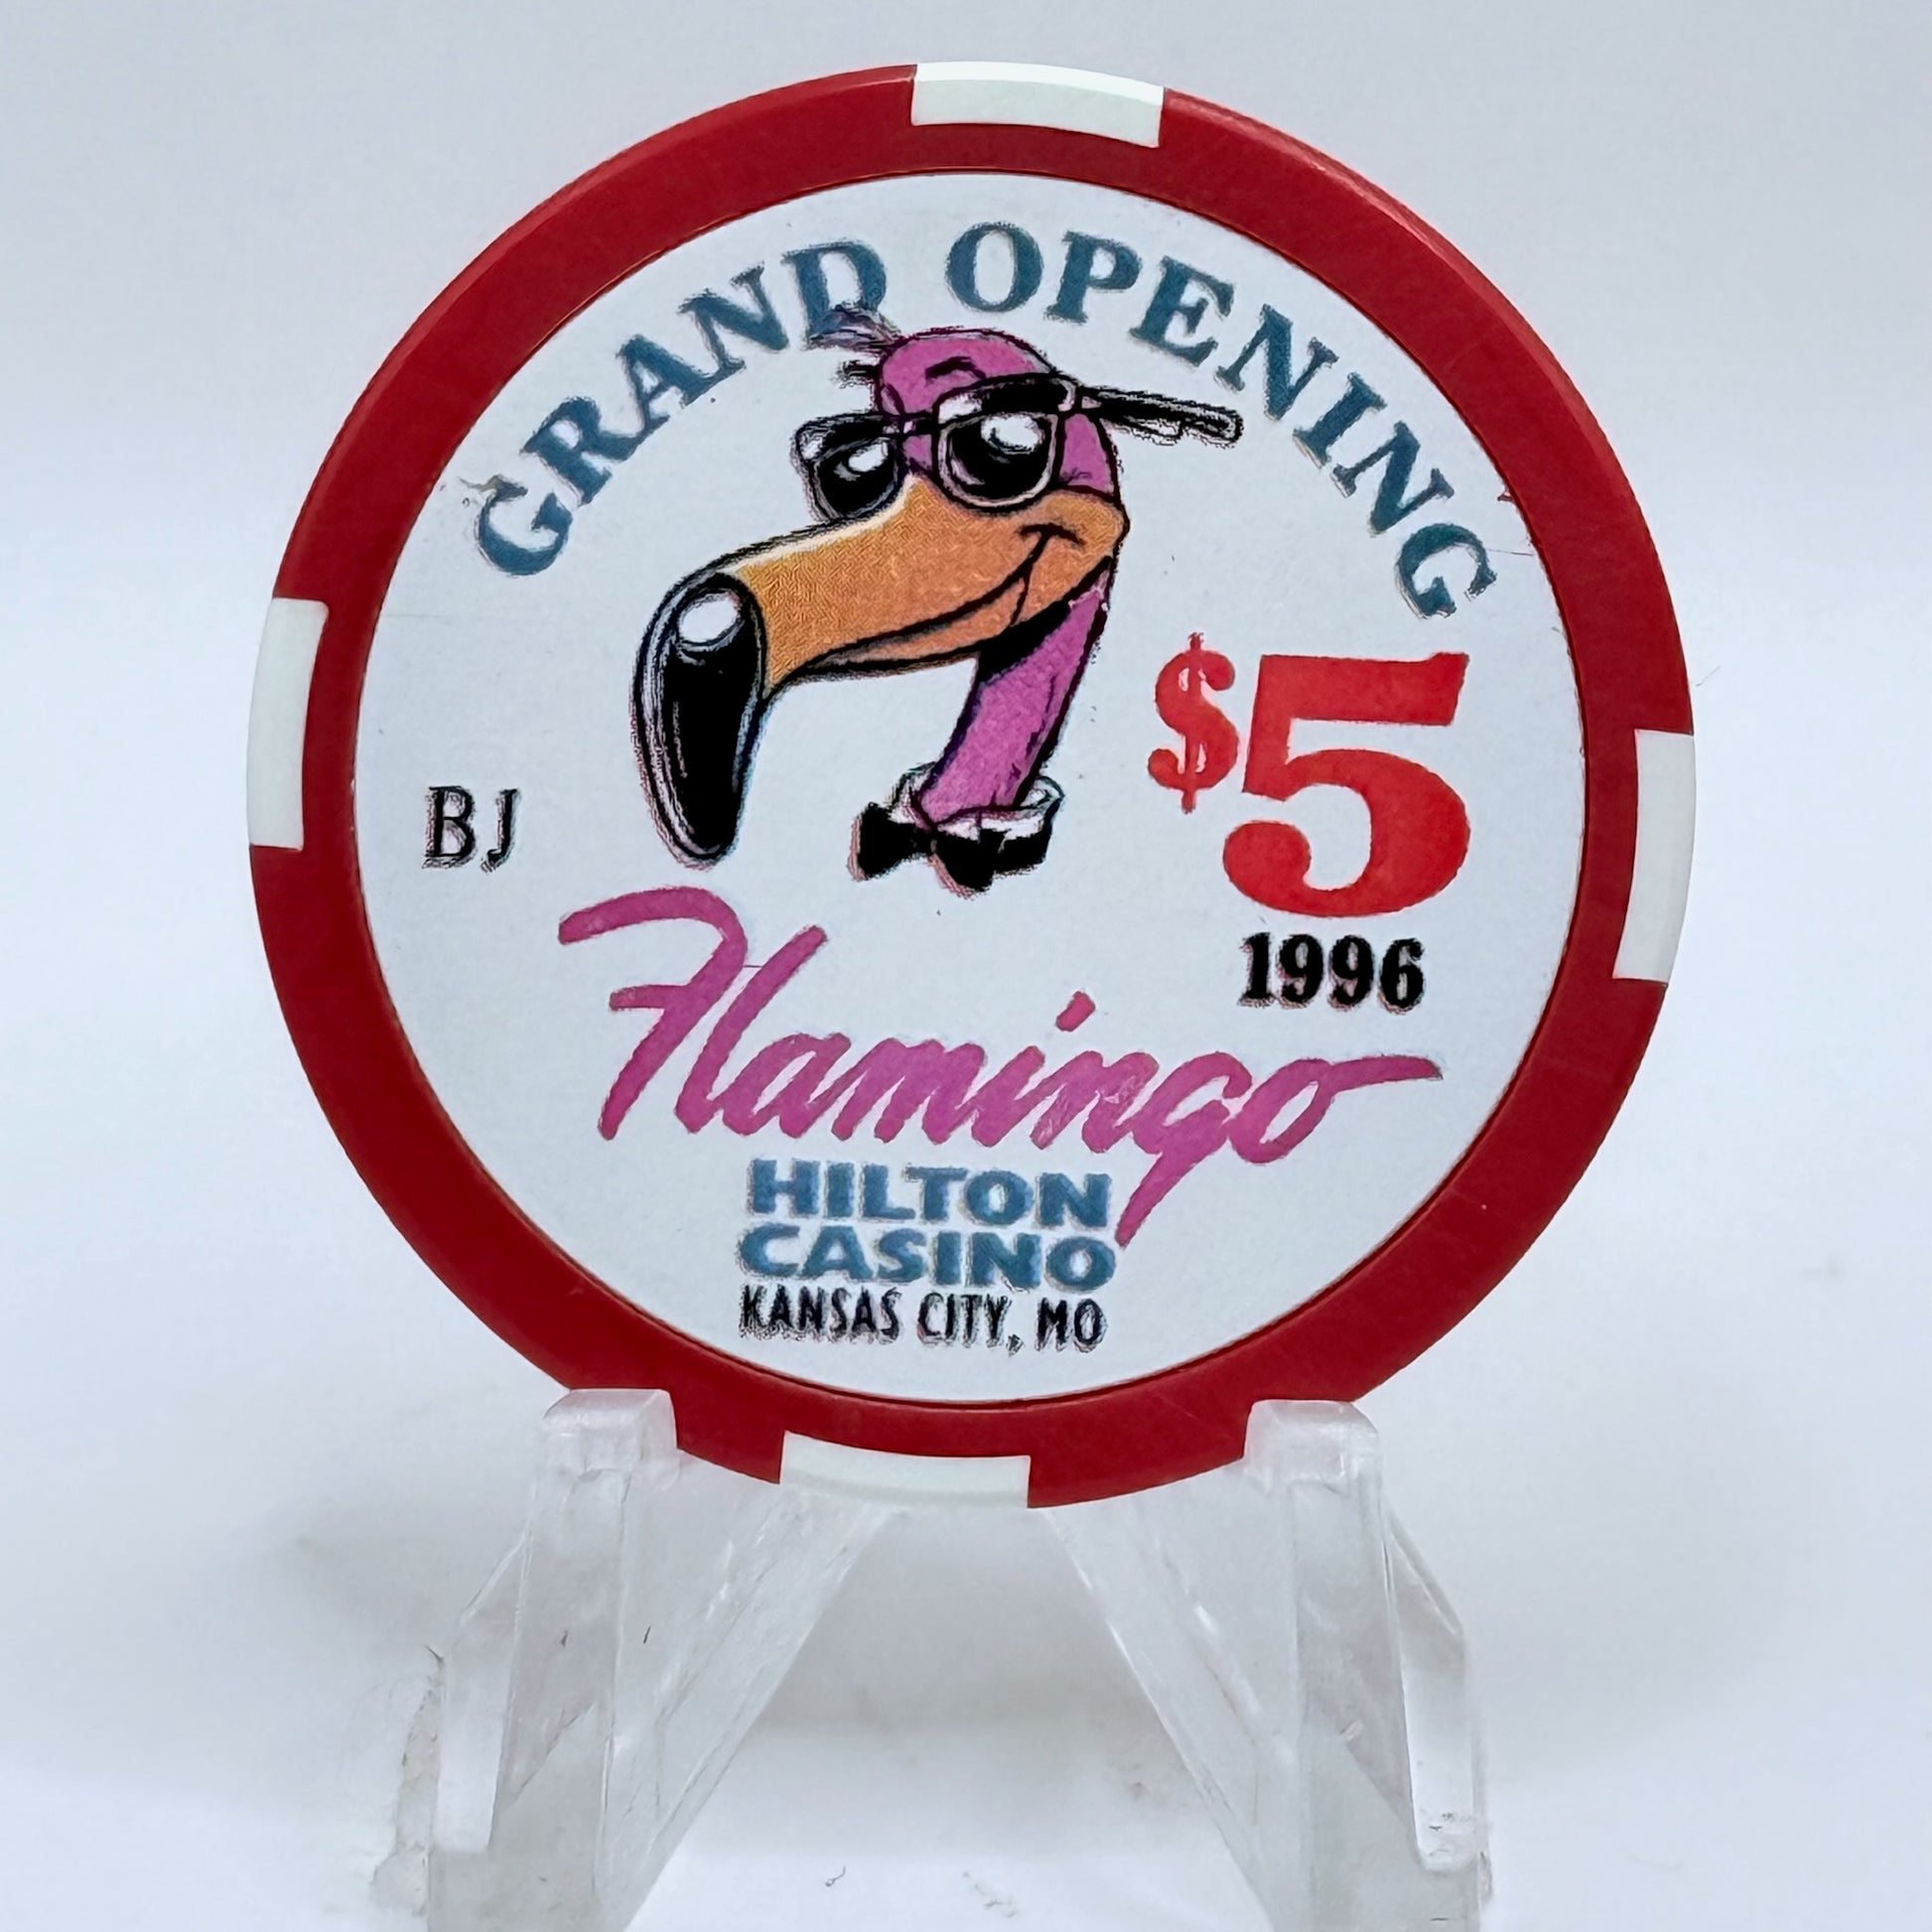 GRAND OPENING
$5
BJ
1996
Flamingo
HILTON
CASINO
KANSAS CITY, MO